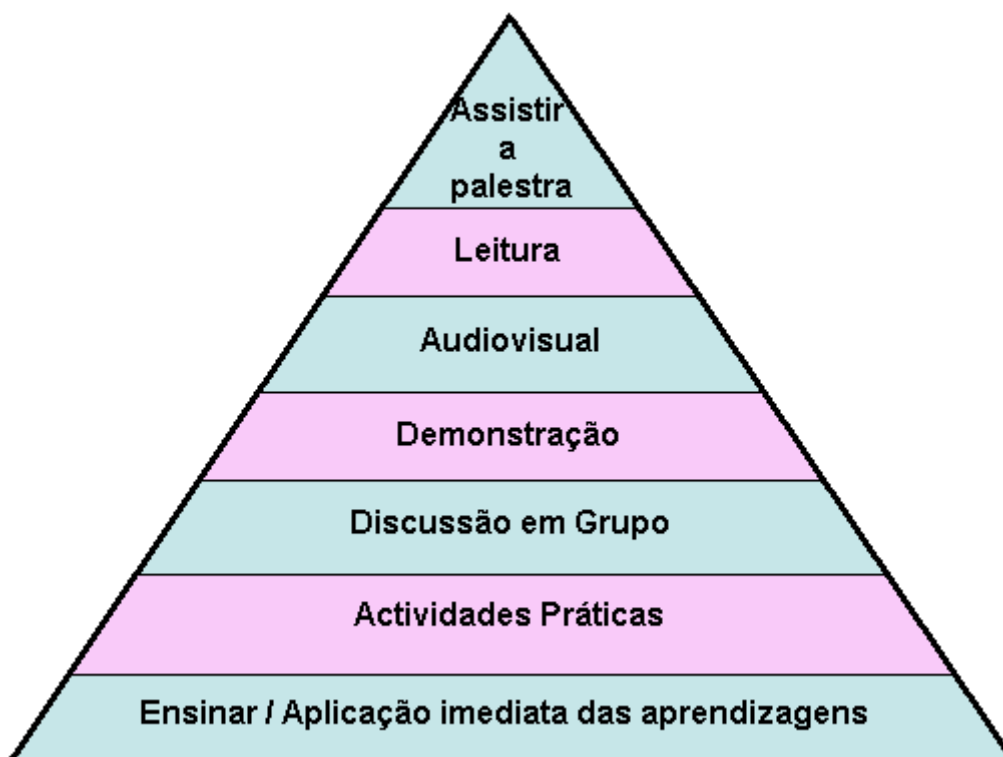 Assistir
a
palestra
Leitura
Audiovisual
Demonstração
Discussão em Grupo
Actividades Práticas
Ensinar / Aplicação imediata das aprendizagens